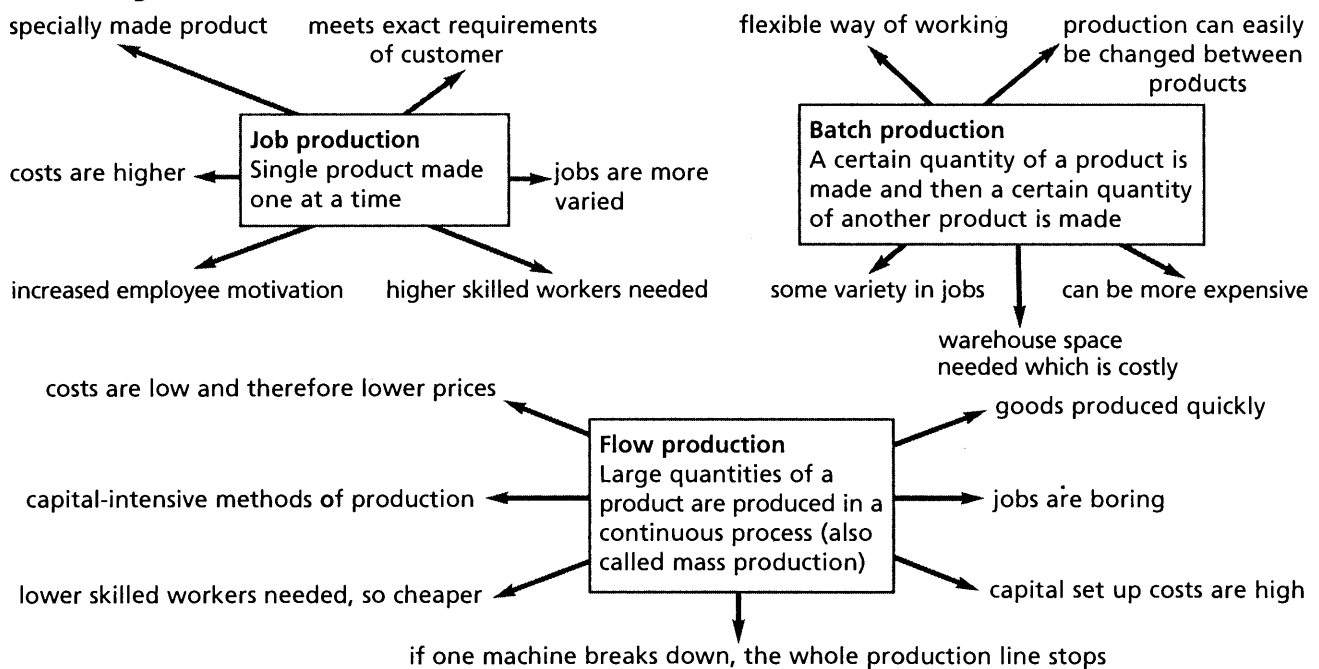 specially made product
meets exact requirements
of customer
Job production
Single product made
one at a time
costs are higher
jobs are more
varied
increased employee motivation
higher skilled workers needed
flexible way of working
production can easily
be changed between
products
Batch production
A certain quantity of a product is
made and then a certain quantity
of another product is made
some variety in jobs
can be more expensive
warehouse space
needed which is costly
costs are low and therefore lower prices
goods produced quickly
Flow production
Large quantities of a
product are produced in a
continuous process (also
called mass production)
capital-intensive methods of production
jobs are boring
lower skilled workers needed, so cheaper
capital set up costs are high
if one machine breaks down, the whole production line stops